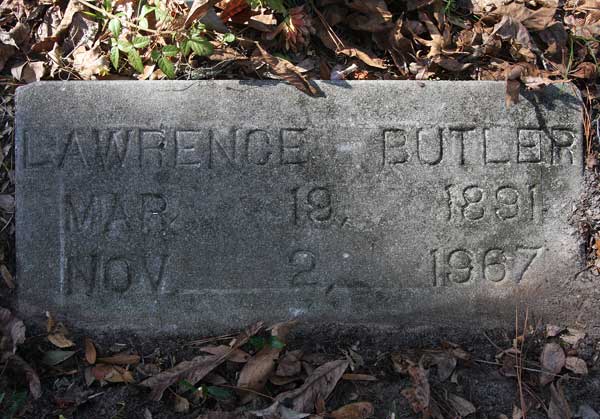 LAWRENCE BUTLER
MAR. 19, 1891
NOV. 2, 1967